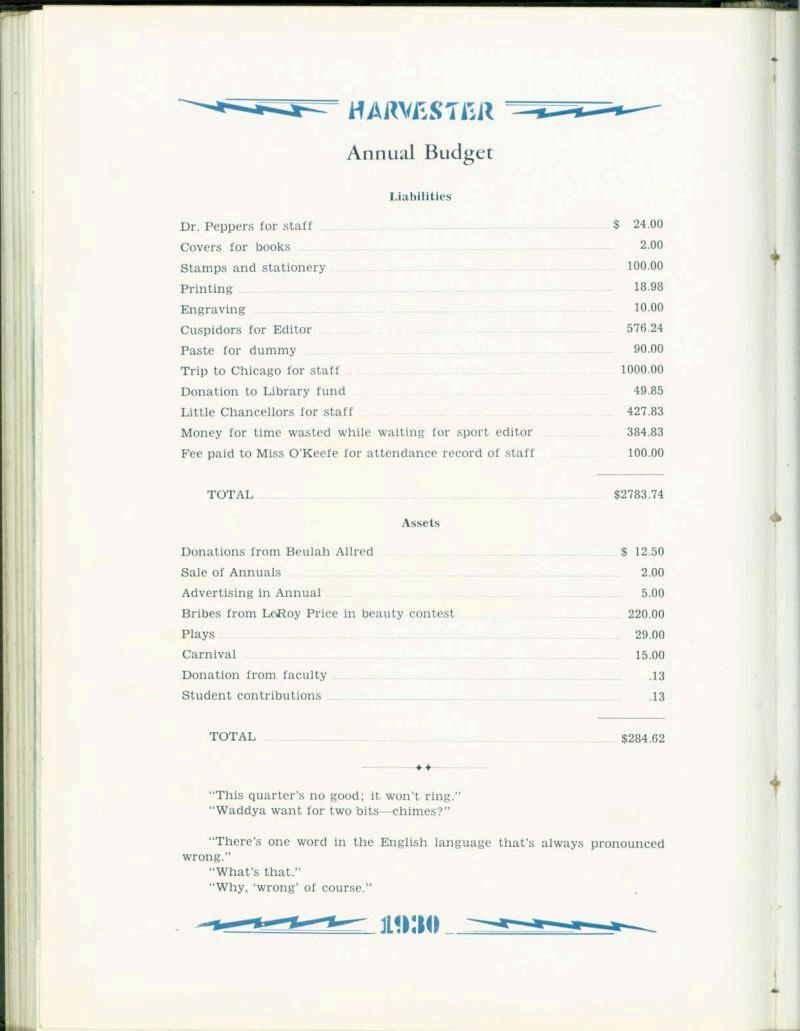 HARVESTER
Annual Budget
Liabilities
Dr. Peppers for staff $ 24.00
Covers for books 2.00
Stamps and stationery 100.00
Printing 18.98
Engraving 10.00
Cuspidors for Editor 576.24
Paste for dummy 90.00
Trip to Chicago for staff 1000.00
Donation to Library fund 49.85
Little Chancellors for staff 427.83
Money for time wasted while waiting for sport editor 384.83
Fee paid to Miss O'Keefe for attendance record of staff 100.00
TOTAL $2783.74
Assets
Donations from Beulah Allred $ 12.50
Sale of Annuals 2.00
Advertising in Annual 5.00
Bribes from LeRoy Price in beauty contest 220.00
Plays 29.00
Carnival 15.00
Donation from faculty .13
Student contributions .13
TOTAL $284.62
"This quarter's no good; it won't ring."
"Waddya want for two bits—chimes?"
"There's one word in the English language that's always pronounced
wrong."
"What's that."
"Why, 'wrong' of course."
1930